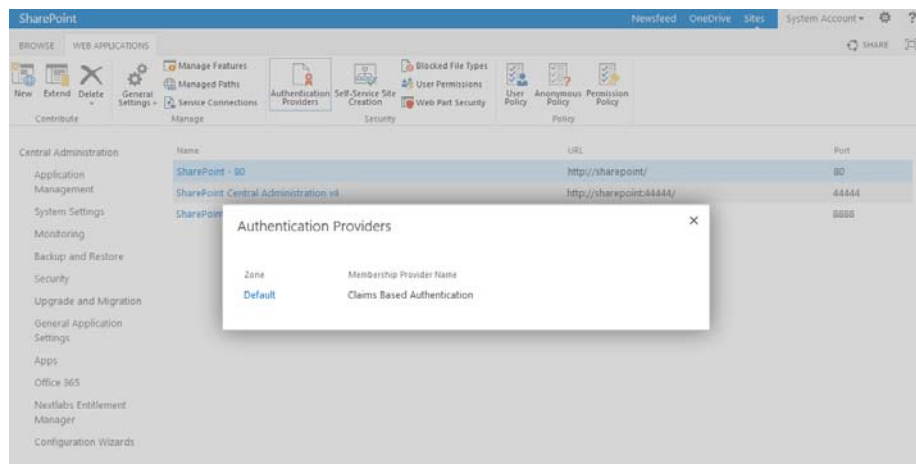 SharePoint Newsfeed OneDrive Sites System Account ?
BROWSE WEB APPLICATIONS SHARE
New Extend Delete General Settings Manage Features Managed Paths Service Connections Authentication Providers Self-Service Site Creation Blocked File Types User Permissions Web Part Security User Policy Anonymous Policy Permission Policy
Contribute Manage Security Policy
Central Administration Name URL Port
Application Management SharePoint - 80 http://sharepoint/ 80
SharePoint Central Administration v4 http://sharepoint:44444/ 44444
System Settings SharePoint 8888
Authentication Providers
Monitoring
Backup and Restore
Zone Membership Provider Name
Security
Default Claims Based Authentication
Upgrade and Migration
General Application
Settings
Apps
Office 365
Nextlabs Entitlement
Manager
Configuration Wizards